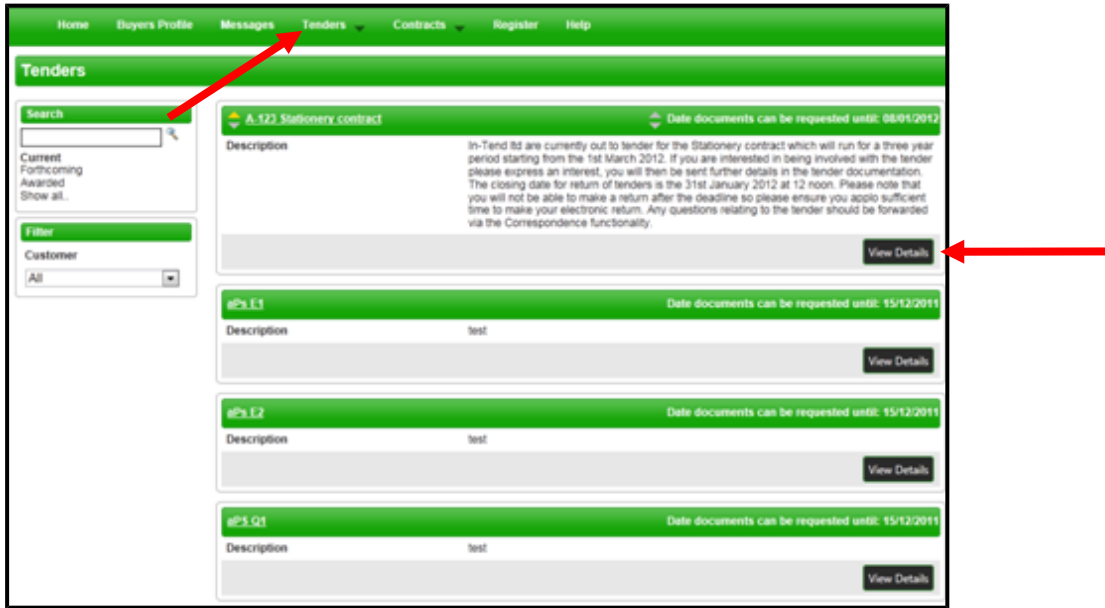 Home Buyers Profile Messages Tenders Contracts Register Help
Tenders
Search
Current
Forthcoming
Awarded
Show all..
Filter
Customer
All
A-123 Stationery contract Date documents can be requested until: 08/01/2012
Description In-Tend ltd are currently out to tender for the Stationery contract which will run for a three year
period starting from the 1st March 2012. If you are interested in being involved with the tender
please express an interest, you will then be sent further details in the tender documentation.
The closing date for return of tenders is the 31st January 2012 at 12 noon. Please note that
you will not be able to make a return after the deadline so please ensure you applo sufficient
time to make your electronic return. Any questions relating to the tender should be forwarded
via the Correspondence functionality.
View Details
aPs E1 Date documents can be requested until: 15/12/2011
Description test
View Details
aPs E2 Date documents can be requested until: 15/12/2011
Description test
View Details
aPS Q1 Date documents can be requested until: 15/12/2011
Description test
View Details